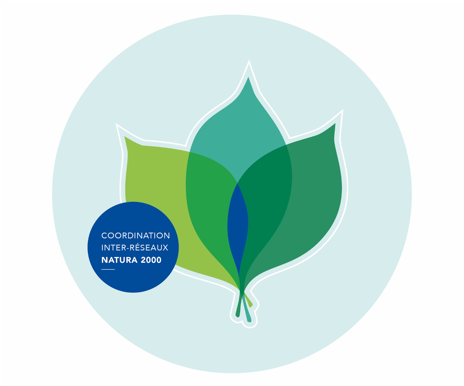 COORDINATION
INTER-RÉSEAUX
NATURA 2000